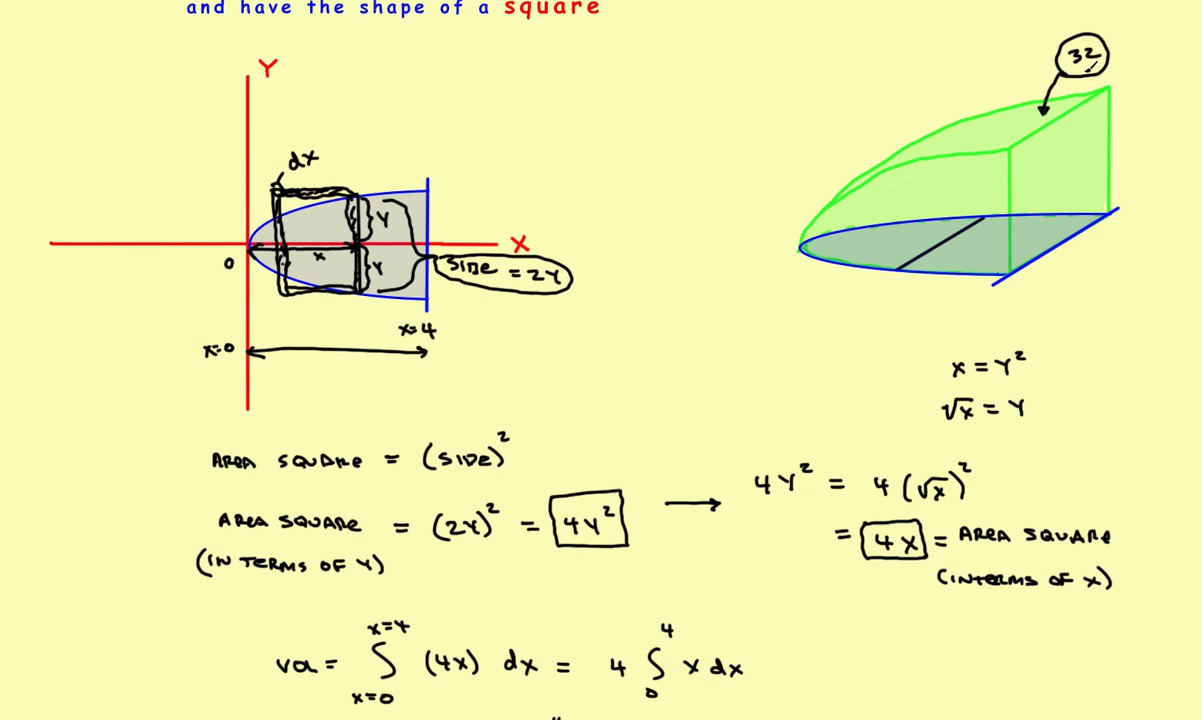 and have the shape of a square
32
Y
dx
Y
X
0
x
Y
SIDE = 2Y
x=4
x=0
x = Y²
√x = Y
AREA SQUARE = (SIDE)²
4Y² = 4(√x)²
AREA SQUARE = (2Y)² = 4Y²
= 4x = AREA SQUARE
(IN TERMS OF Y)
(IN TERMS OF X)
x=4
4
VOL = ∫ (4x) dx = 4 ∫ x dx
x=0
0